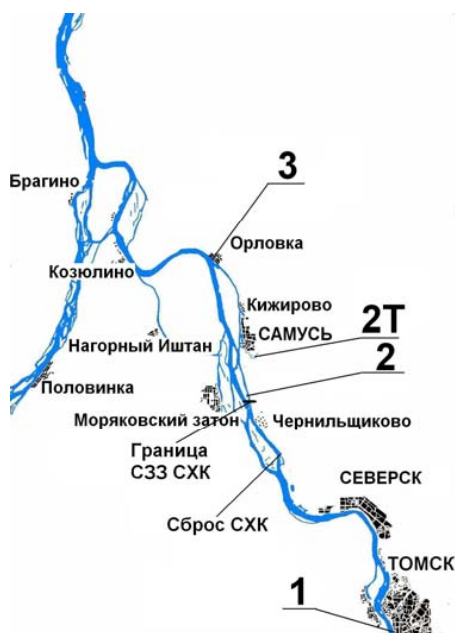 3
Брагино
Орловка
Козюлино
Кижирово
2Т
САМУСЬ
Нагорный Иштан
2
Половинка
Моряковский затон
Чернильщиково
Граница
СЗЗ СХК
СЕВЕРСК
Сброс СХК
ТОМСК
1